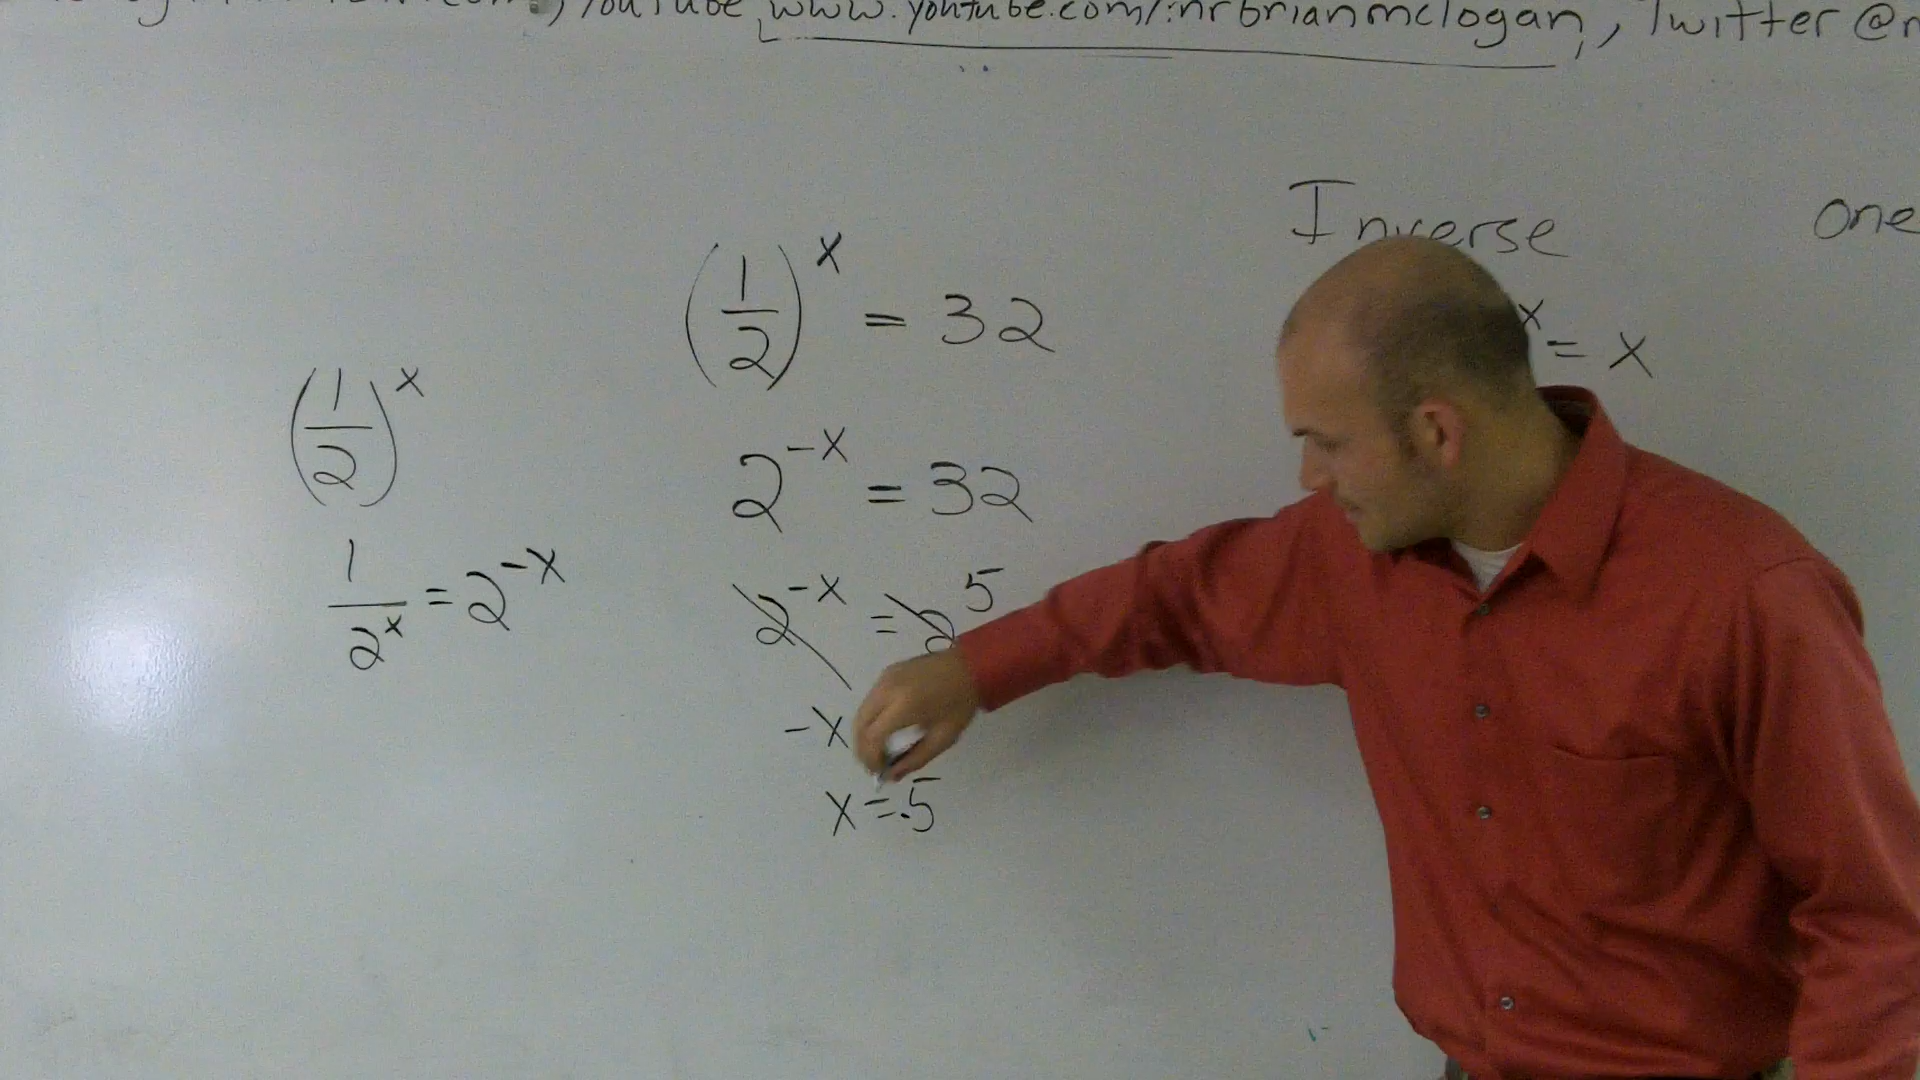 YouTube www.youtube.com/mrbrianmclogan, Twitter @
Inverse
one
(1/2)^x = 32
x = x
2^-x = 32
(1/2)^x
2^-x = 2^5
1/2^x = 2^-x
-x
x = -5